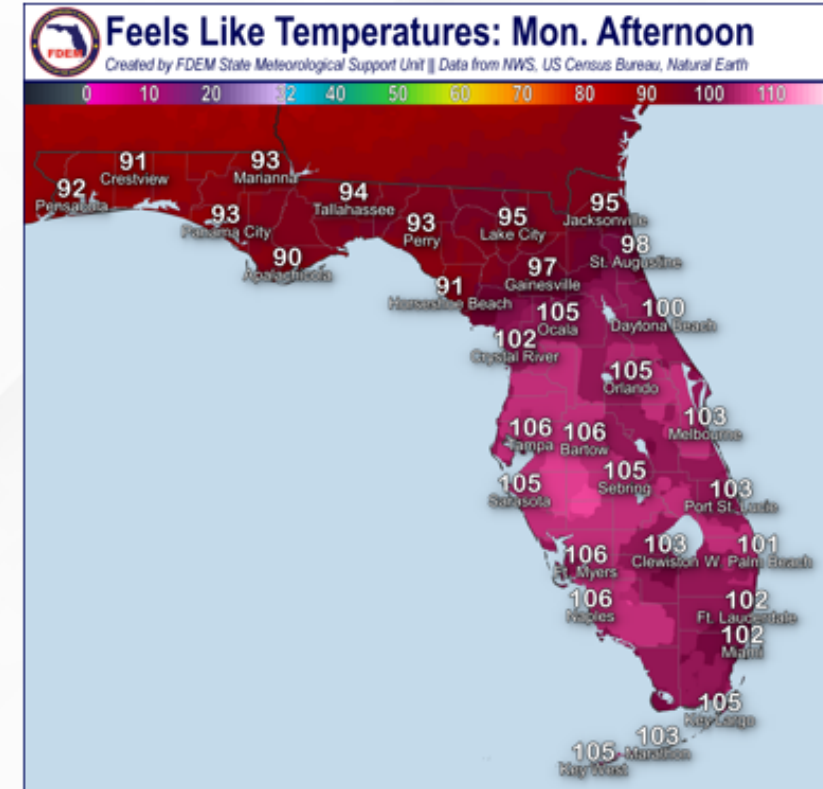 FDEM
Feels Like Temperatures: Mon. Afternoon
Created by FDEM State Meteorological Support Unit || Data from NWS, US Census Bureau, Natural Earth
0 10 20 32 40 50 60 70 80 90 100 110
91
Crestview
93
Marianna
92
Pensacola
94
Tallahassee
93
Panama City
93
Perry
95
Lake City
95
Jacksonville
90
Apalachicola
98
St. Augustine
97
Gainesville
91
Horseshoe Beach
105
Ocala
100
Daytona Beach
102
Crystal River
105
Orlando
103
Melbourne
106
Tampa
106
Bartow
105
Sarasota
105
Sebring
103
Port St. Lucie
106
Ft. Myers
103
Clewiston
101
W. Palm Beach
106
Naples
102
Ft. Lauderdale
102
Miami
105
Key Largo
103
Marathon
105
Key West